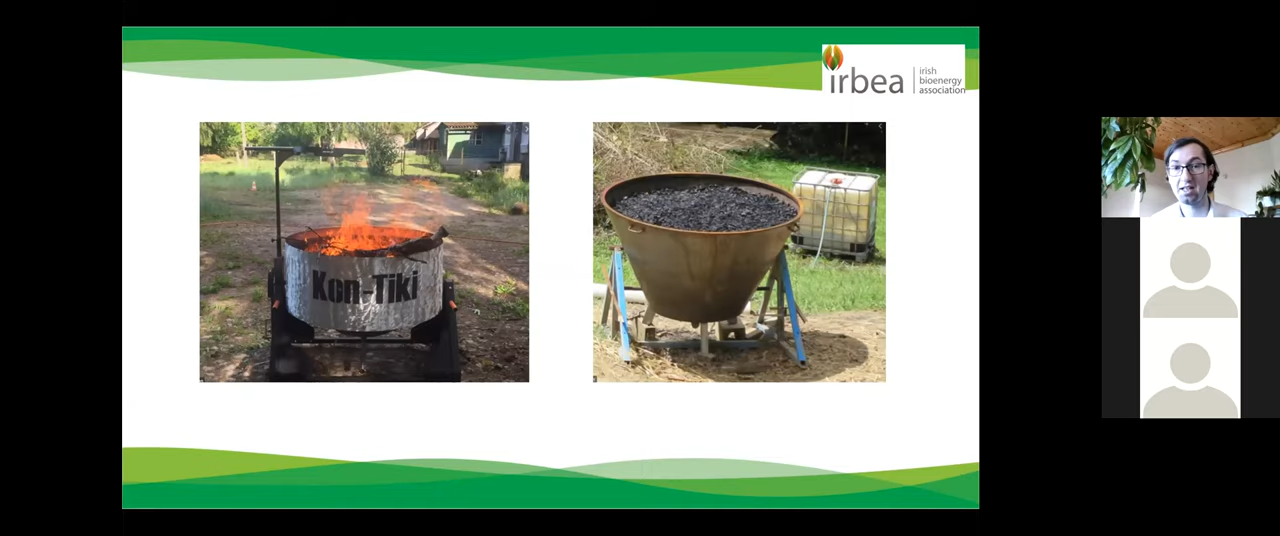 irbea
irish
bioenergy
association
Kon-Tiki